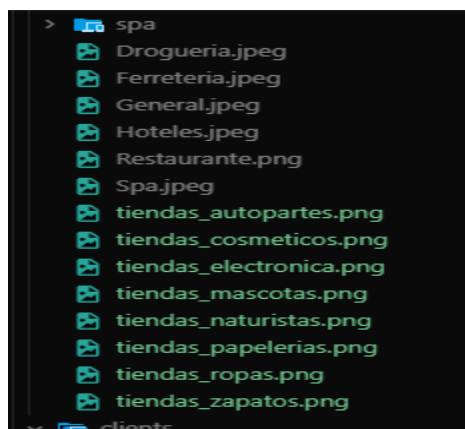 spa
Drogueria.jpeg
Ferreteria.jpeg
General.jpeg
Hoteles.jpeg
Restaurante.png
Spa.jpeg
tiendas_autopartes.png
tiendas_cosmeticos.png
tiendas_electronica.png
tiendas_mascotas.png
tiendas_naturistas.png
tiendas_papelerias.png
tiendas_ropas.png
tiendas_zapatos.png
clients